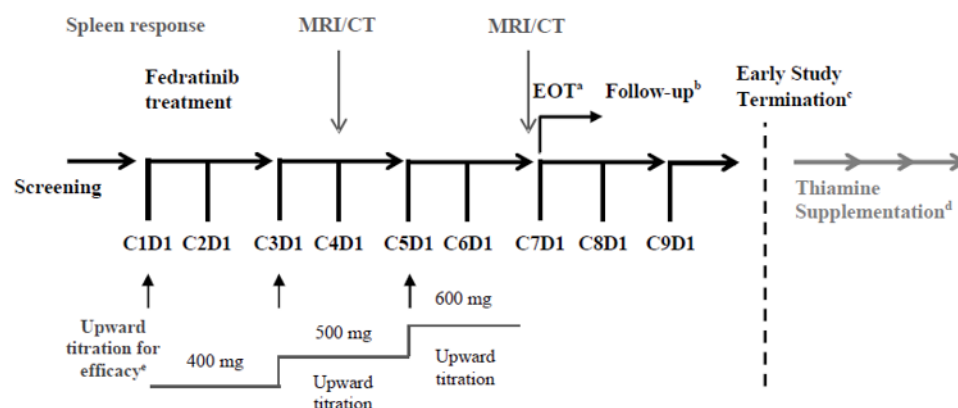 Spleen response MRI/CT MRI/CT
Fedratinib
treatment
EOTᵃ Follow-upᵇ
Early Study
Terminationᶜ
Screening
Thiamine
Supplementationᵈ
C1D1 C2D1 C3D1 C4D1 C5D1 C6D1 C7D1 C8D1 C9D1
Upward
titration for
efficacyᵉ
400 mg
500 mg
600 mg
Upward
titration
Upward
titration